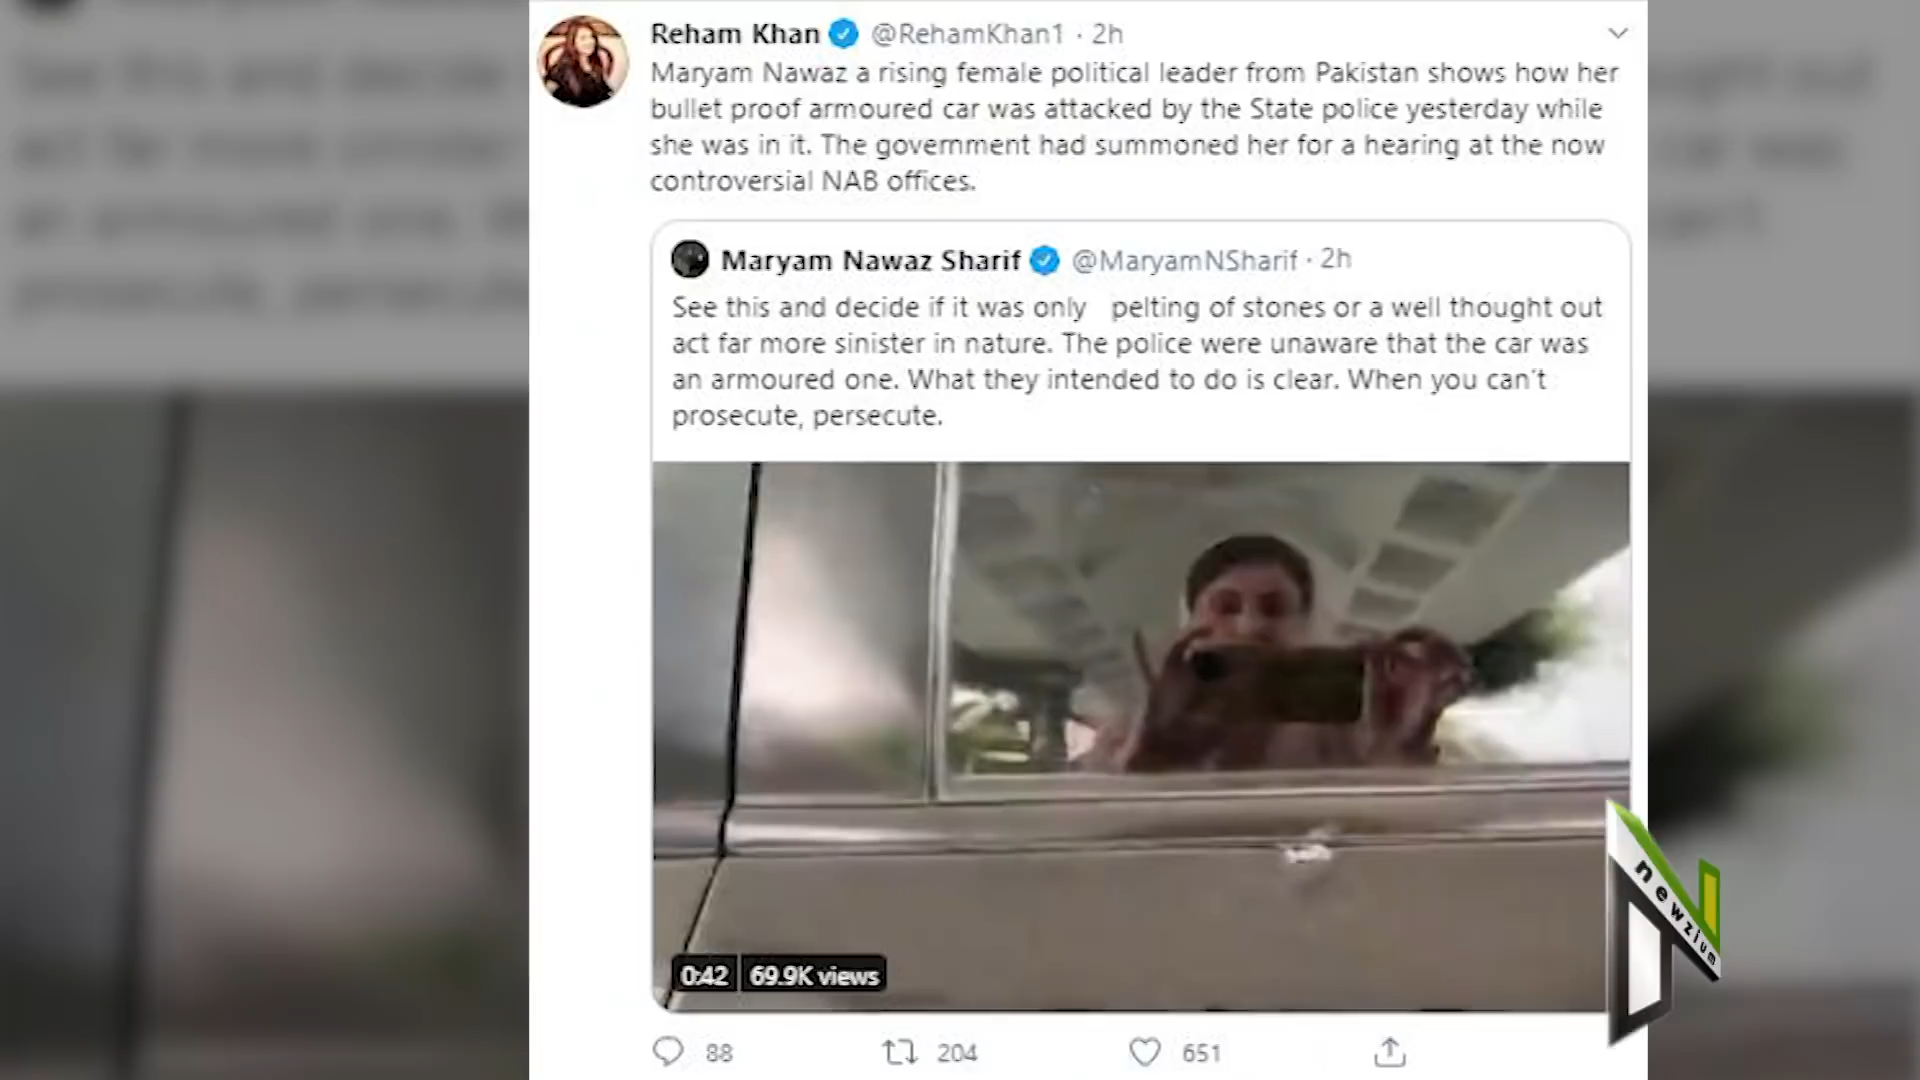 Reham Khan @RehamKhan1 · 2h
Maryam Nawaz a rising female political leader from Pakistan shows how her
bullet proof armoured car was attacked by the State police yesterday while
she was in it. The government had summoned her for a hearing at the now
controversial NAB offices.
Maryam Nawaz Sharif @MaryamNSharif · 2h
See this and decide if it was only pelting of stones or a well thought out
act far more sinister in nature. The police were unaware that the car was
an armoured one. What they intended to do is clear. When you can't
prosecute, persecute.
0:42 69.9K views
newzium
88 204 651